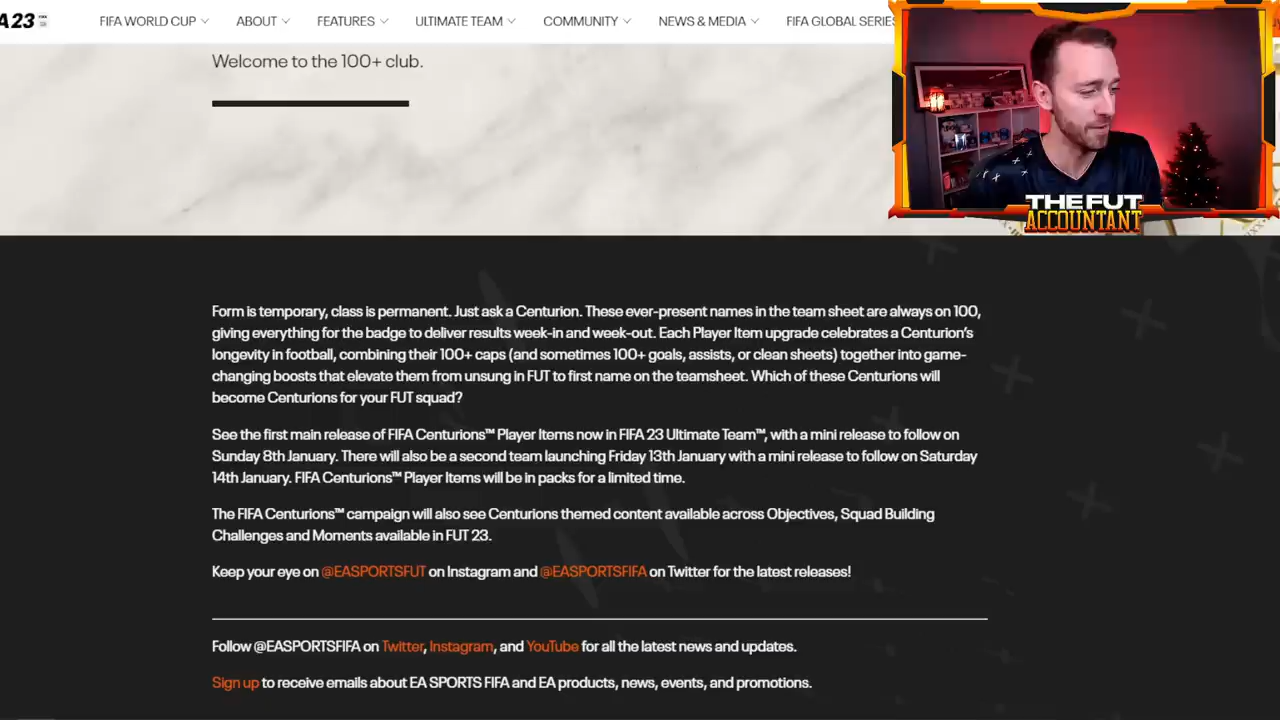 A 23
FIFA WORLD CUP ABOUT FEATURES ULTIMATE TEAM COMMUNITY NEWS & MEDIA FIFA GLOBAL SERIES
THE FUT
ACCOUNTANT
Welcome to the 100+ club.
Form is temporary, class is permanent. Just ask a Centurion. These ever-present names in the team sheet are always on 100,
giving everything for the badge to deliver results week-in and week-out. Each Player Item upgrade celebrates a Centurion's
longevity in football, combining their 100+ caps (and sometimes 100+ goals, assists, or clean sheets) together into game-
changing boosts that elevate them from unsung in FUT to first name on the teamsheet. Which of these Centurions will
become Centurions for your FUT squad?
See the first main release of FIFA Centurions™ Player Items now in FIFA 23 Ultimate Team™, with a mini release to follow on
Sunday 8th January. There will also be a second team launching Friday 13th January with a mini release to follow on Saturday
14th January. FIFA Centurions™ Player Items will be in packs for a limited time.
The FIFA Centurions™ campaign will also see Centurions themed content available across Objectives, Squad Building
Challenges and Moments available in FUT 23.
Keep your eye on @EASPORTSFUT on Instagram and @EASPORTSFIFA on Twitter for the latest releases!
Follow @EASPORTSFIFA on Twitter, Instagram, and YouTube for all the latest news and updates.
Sign up to receive emails about EA SPORTS FIFA and EA products, news, events, and promotions.